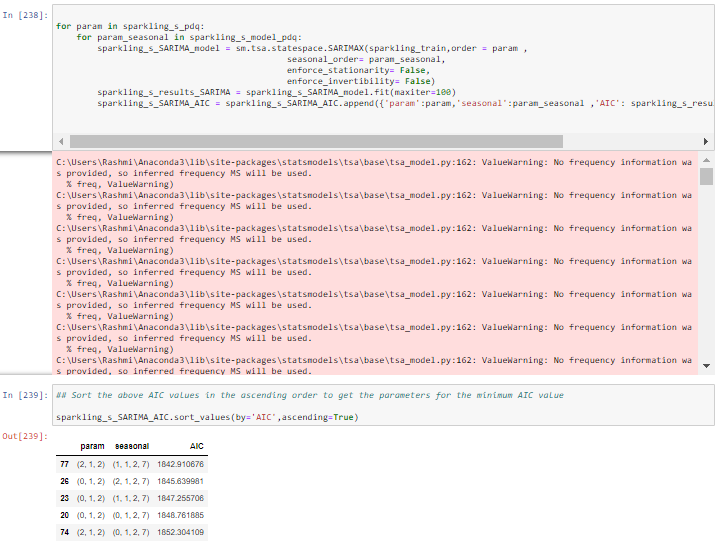 In [238]:
for param in sparkling_s_pdq:
for param_seasonal in sparkling_s_model_pdq:
sparkling_s_SARIMA_model = sm.tsa.statespace.SARIMAX(sparkling_train,order = param ,
seasonal_order= param_seasonal,
enforce_stationarity= False,
enforce_invertibility= False)
sparkling_s_results_SARIMA = sparkling_s_SARIMA_model.fit(maxiter=100)
sparkling_s_SARIMA_AIC = sparkling_s_SARIMA_AIC.append({'param':param,'seasonal':param_seasonal ,'AIC': sparkling_s_resu
C:\Users\Rashmi\Anaconda3\lib\site-packages\statsmodels\tsa\base\tsa_model.py:162: ValueWarning: No frequency information wa
s provided, so inferred frequency MS will be used.
% freq, ValueWarning)
C:\Users\Rashmi\Anaconda3\lib\site-packages\statsmodels\tsa\base\tsa_model.py:162: ValueWarning: No frequency information wa
s provided, so inferred frequency MS will be used.
% freq, ValueWarning)
C:\Users\Rashmi\Anaconda3\lib\site-packages\statsmodels\tsa\base\tsa_model.py:162: ValueWarning: No frequency information wa
s provided, so inferred frequency MS will be used.
% freq, ValueWarning)
C:\Users\Rashmi\Anaconda3\lib\site-packages\statsmodels\tsa\base\tsa_model.py:162: ValueWarning: No frequency information wa
s provided, so inferred frequency MS will be used.
% freq, ValueWarning)
C:\Users\Rashmi\Anaconda3\lib\site-packages\statsmodels\tsa\base\tsa_model.py:162: ValueWarning: No frequency information wa
s provided, so inferred frequency MS will be used.
% freq, ValueWarning)
C:\Users\Rashmi\Anaconda3\lib\site-packages\statsmodels\tsa\base\tsa_model.py:162: ValueWarning: No frequency information wa
s provided, so inferred frequency MS will be used.
% freq, ValueWarning)
C:\Users\Rashmi\Anaconda3\lib\site-packages\statsmodels\tsa\base\tsa_model.py:162: ValueWarning: No frequency information wa
s provided, so inferred frequency MS will be used.
In [239]: ## Sort the above AIC values in the ascending order to get the parameters for the minimum AIC value
sparkling_s_SARIMA_AIC.sort_values(by='AIC',ascending=True)
Out[239]:
param seasonal AIC
77 (2, 1, 2) (1, 1, 2, 7) 1842.910676
26 (0, 1, 2) (2, 1, 2, 7) 1845.639981
23 (0, 1, 2) (1, 1, 2, 7) 1847.255706
20 (0, 1, 2) (0, 1, 2, 7) 1848.761885
74 (2, 1, 2) (0, 1, 2, 7) 1852.304109